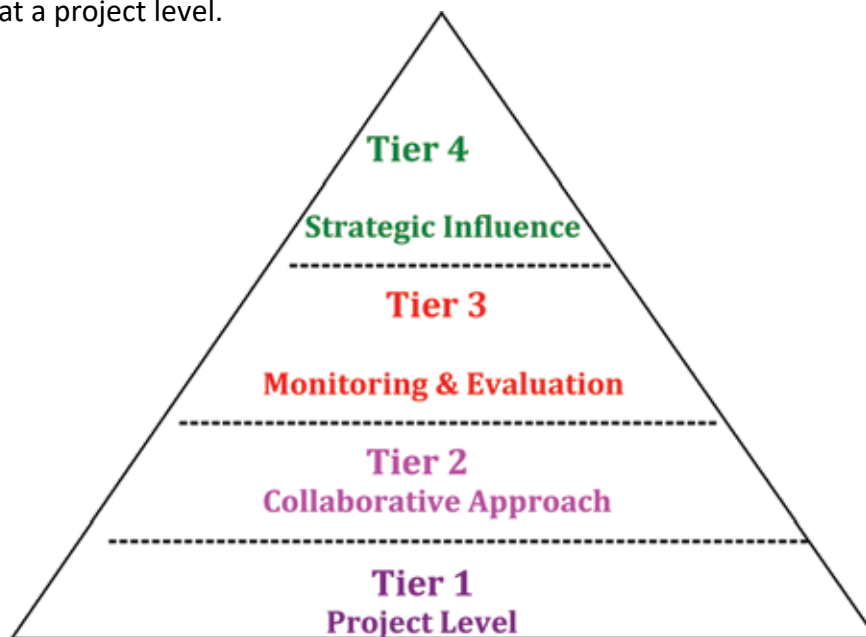 at a project level.
Tier 4
Strategic Influence
Tier 3
Monitoring & Evaluation
Tier 2
Collaborative Approach
Tier 1
Project Level